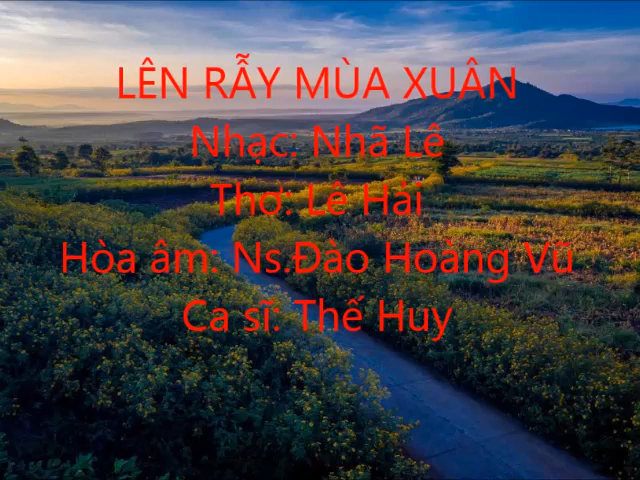 LÊN RẪY MÙA XUÂN
Nhạc: Nhã Lê
Thơ: Lê Hải
Hòa âm: Ns.Đào Hoàng Vũ
Ca sĩ: Thế Huy